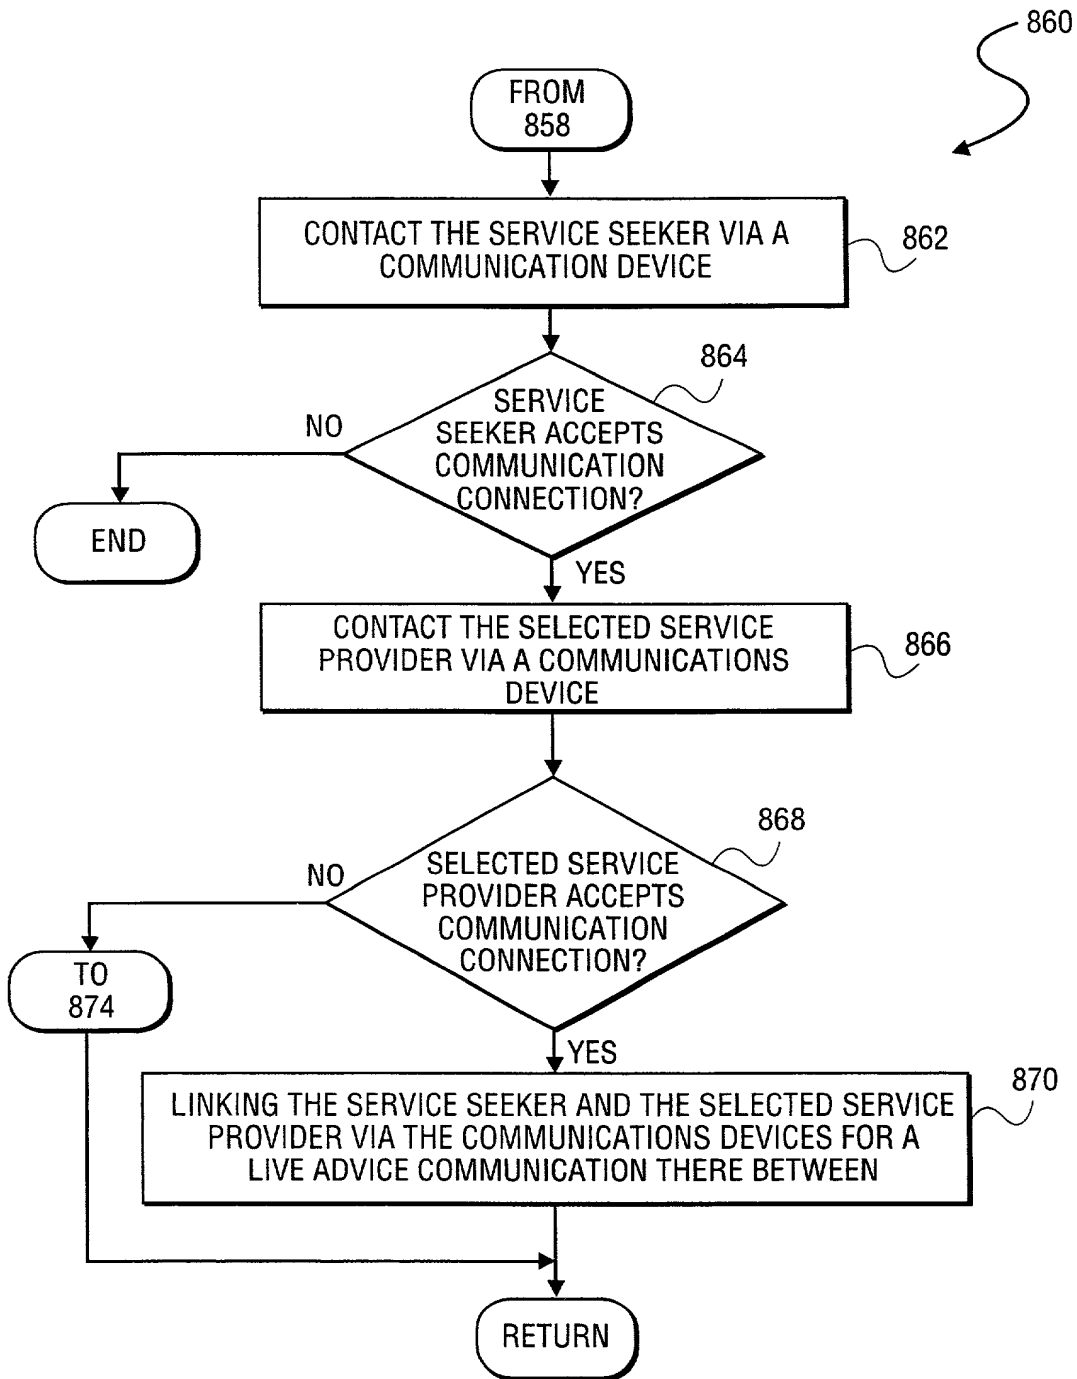 860
FROM
858
CONTACT THE SERVICE SEEKER VIA A
COMMUNICATION DEVICE
862
864
SERVICE
SEEKER ACCEPTS
COMMUNICATION
CONNECTION?
NO
END
YES
CONTACT THE SELECTED SERVICE
PROVIDER VIA A COMMUNICATIONS
DEVICE
866
868
SELECTED SERVICE
PROVIDER ACCEPTS
COMMUNICATION
CONNECTION?
NO
TO
874
YES
870
LINKING THE SERVICE SEEKER AND THE SELECTED SERVICE
PROVIDER VIA THE COMMUNICATIONS DEVICES FOR A
LIVE ADVICE COMMUNICATION THERE BETWEEN
RETURN